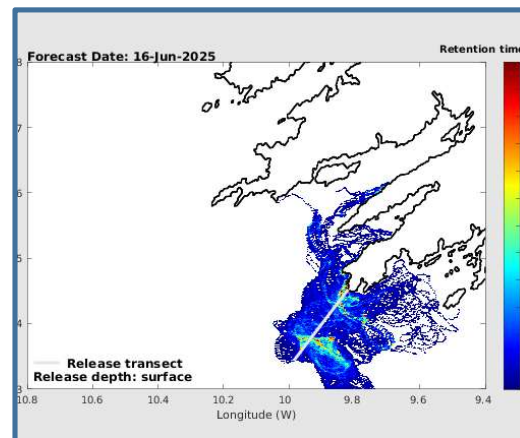 Forecast Date: 16-Jun-2025
Retention time
8
7
6
5
4
3
Release transect
Release depth: surface
10.8
10.6
10.4
10.2
10
9.8
9.6
9.4
Longitude (W)